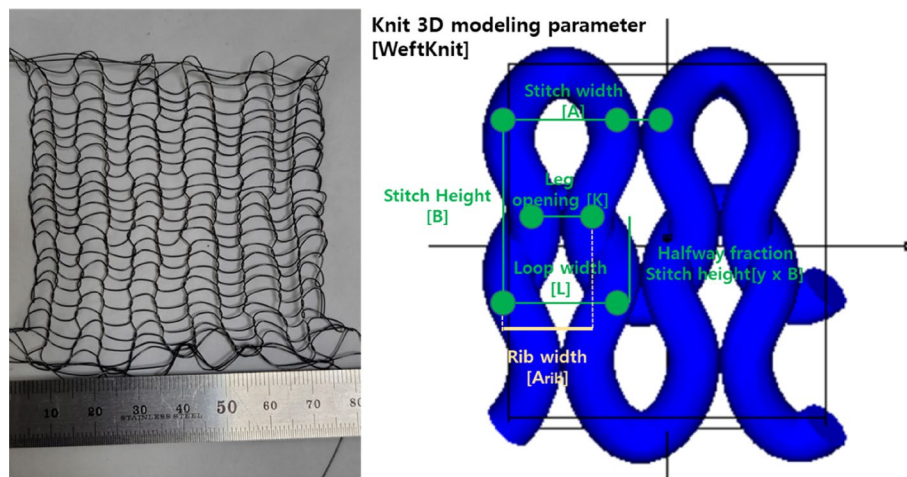 Knit 3D modeling parameter
[WeftKnit]
Stitch width
[A]
Leg
opening [K]
Stitch Height
[B]
Halfway fraction
Stitch height[y x B]
Loop width
[L]
Rib width
[Arib]
10 20 30 40 50 60 70 80
STAINLESS STEEL